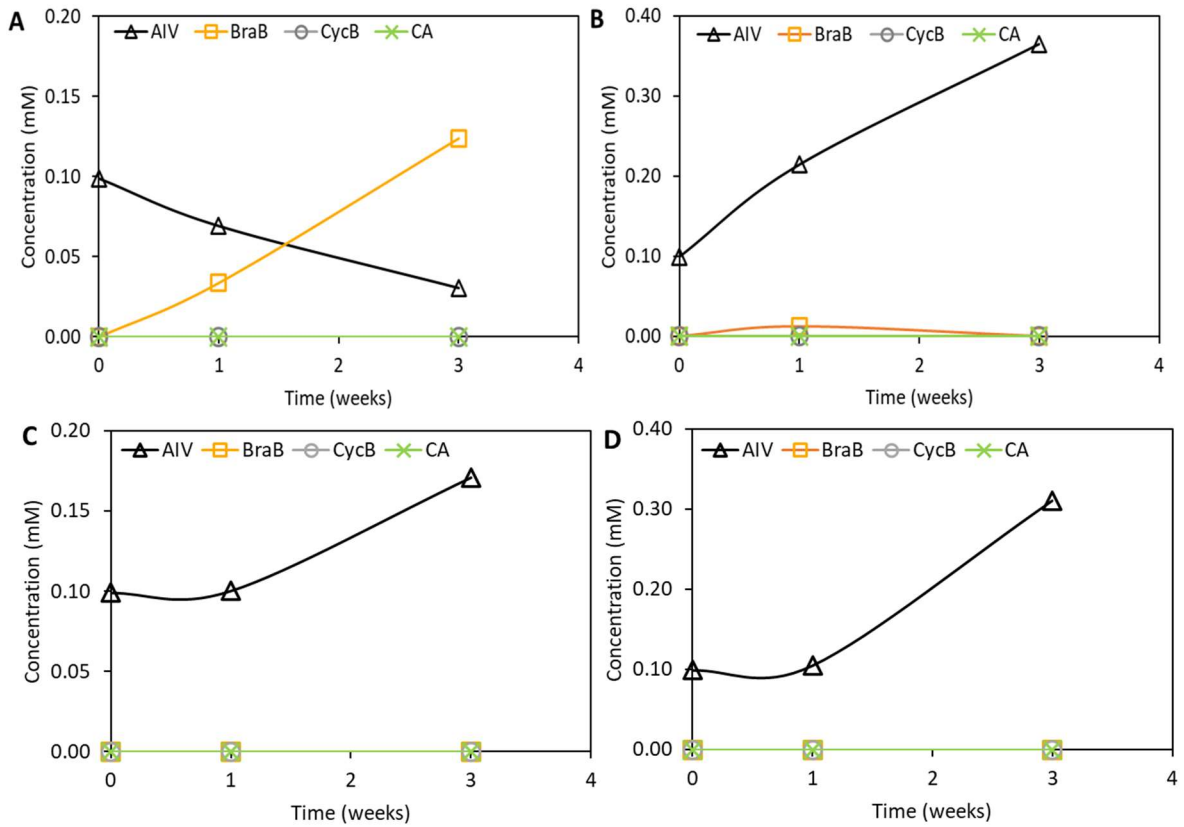 A
0.20
AIV BraB CycB CA
0.15
0.10
0.05
0.00
Concentration (mM)
0 1 2 3 4
Time (weeks)
B
0.40
AIV BraB CycB CA
0.30
0.20
0.10
0.00
Concentration (mM)
0 1 2 3 4
Time (weeks)
C
0.20
AIV BraB CycB CA
0.15
0.10
0.05
0.00
Concentration (mM)
0 1 2 3 4
Time (weeks)
D
0.40
AIV BraB CycB CA
0.30
0.20
0.10
0.00
Concentration (mM)
0 1 2 3 4
Time (weeks)